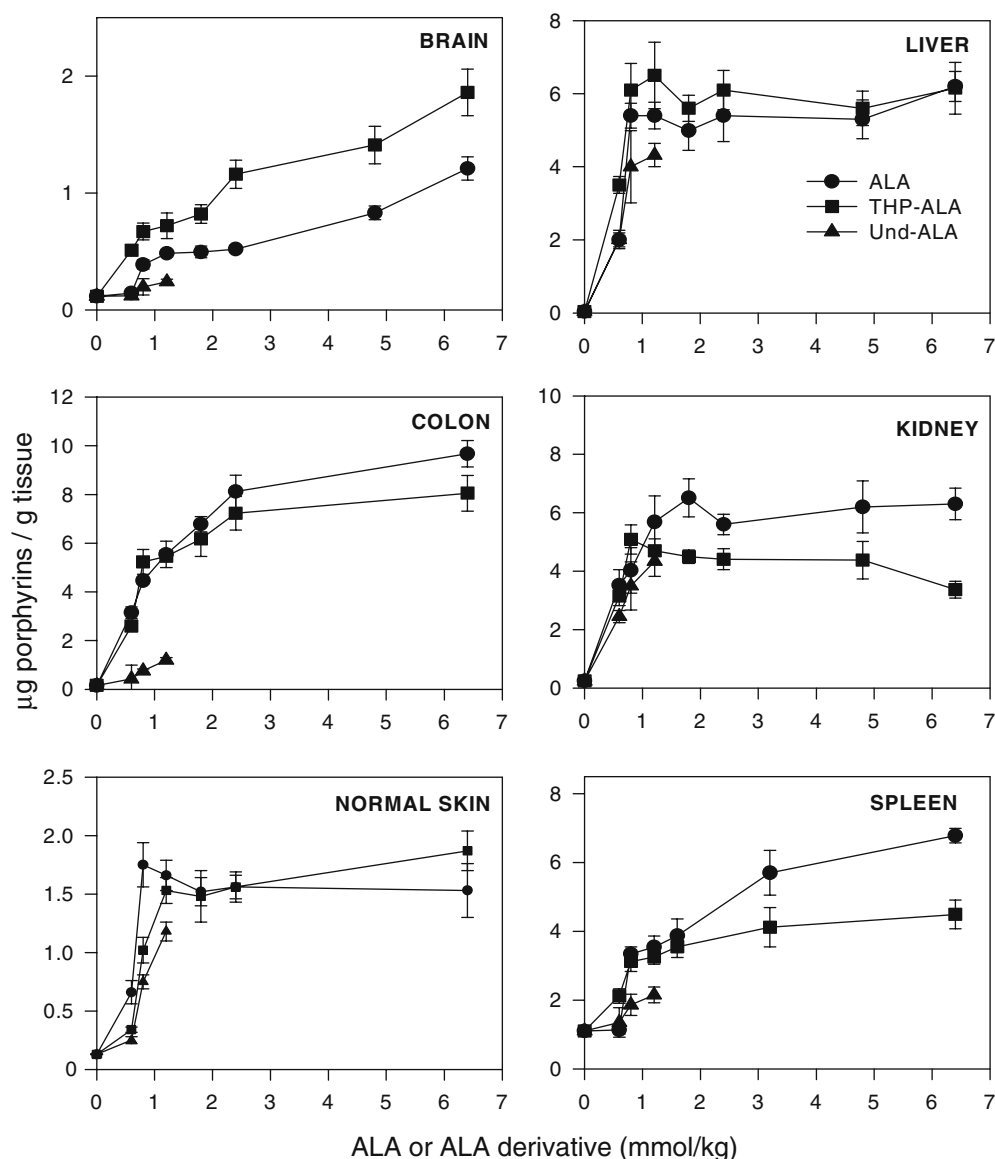 BRAIN
2
1
0
0 1 2 3 4 5 6 7
LIVER
8
6
4
2
0
ALA
THP-ALA
Und-ALA
0 1 2 3 4 5 6 7
COLON
12
10
8
6
4
2
0
0 1 2 3 4 5 6 7
KIDNEY
10
8
6
4
2
0
0 1 2 3 4 5 6 7
µg porphyrins / g tissue
NORMAL SKIN
2.5
2.0
1.5
1.0
0.5
0
0 1 2 3 4 5 6 7
SPLEEN
8
6
4
2
0
0 1 2 3 4 5 6 7
ALA or ALA derivative (mmol/kg)